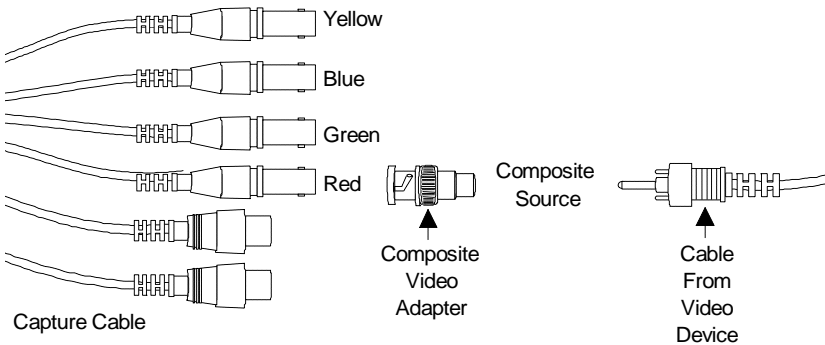 Yellow
Blue
Green
Red
Composite
Source
Composite
Video
Adapter
Cable
From
Video
Device
Capture Cable